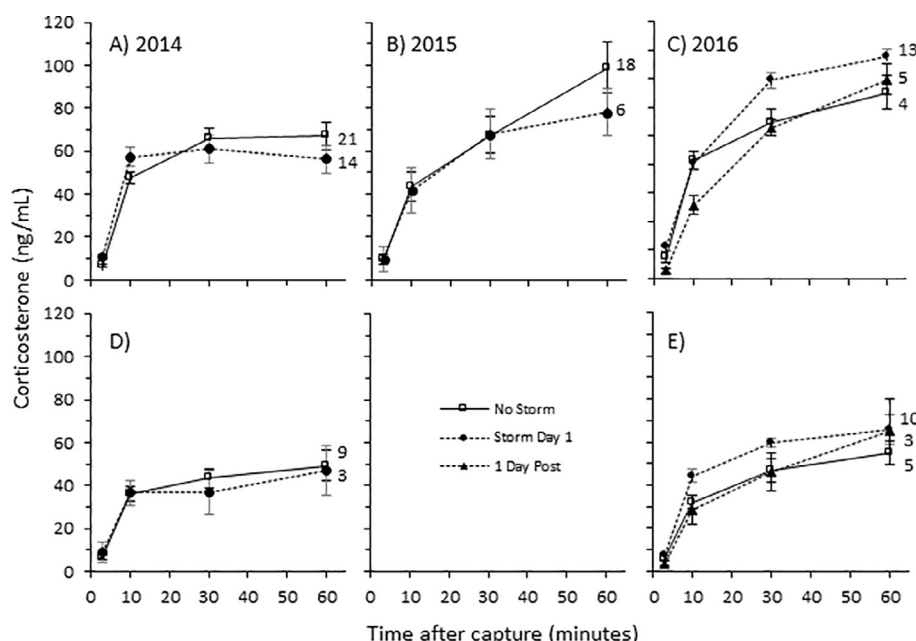 A) 2014
B) 2015
C) 2016
120
100
80
60
40
20
0
21
14
18
6
13
5
4
Corticosterone (ng/mL)
D)
E)
120
100
80
60
40
20
0
9
3
No Storm
Storm Day 1
1 Day Post
10
3
5
0 10 20 30 40 50 60
0 10 20 30 40 50 60
0 10 20 30 40 50 60
Time after capture (minutes)